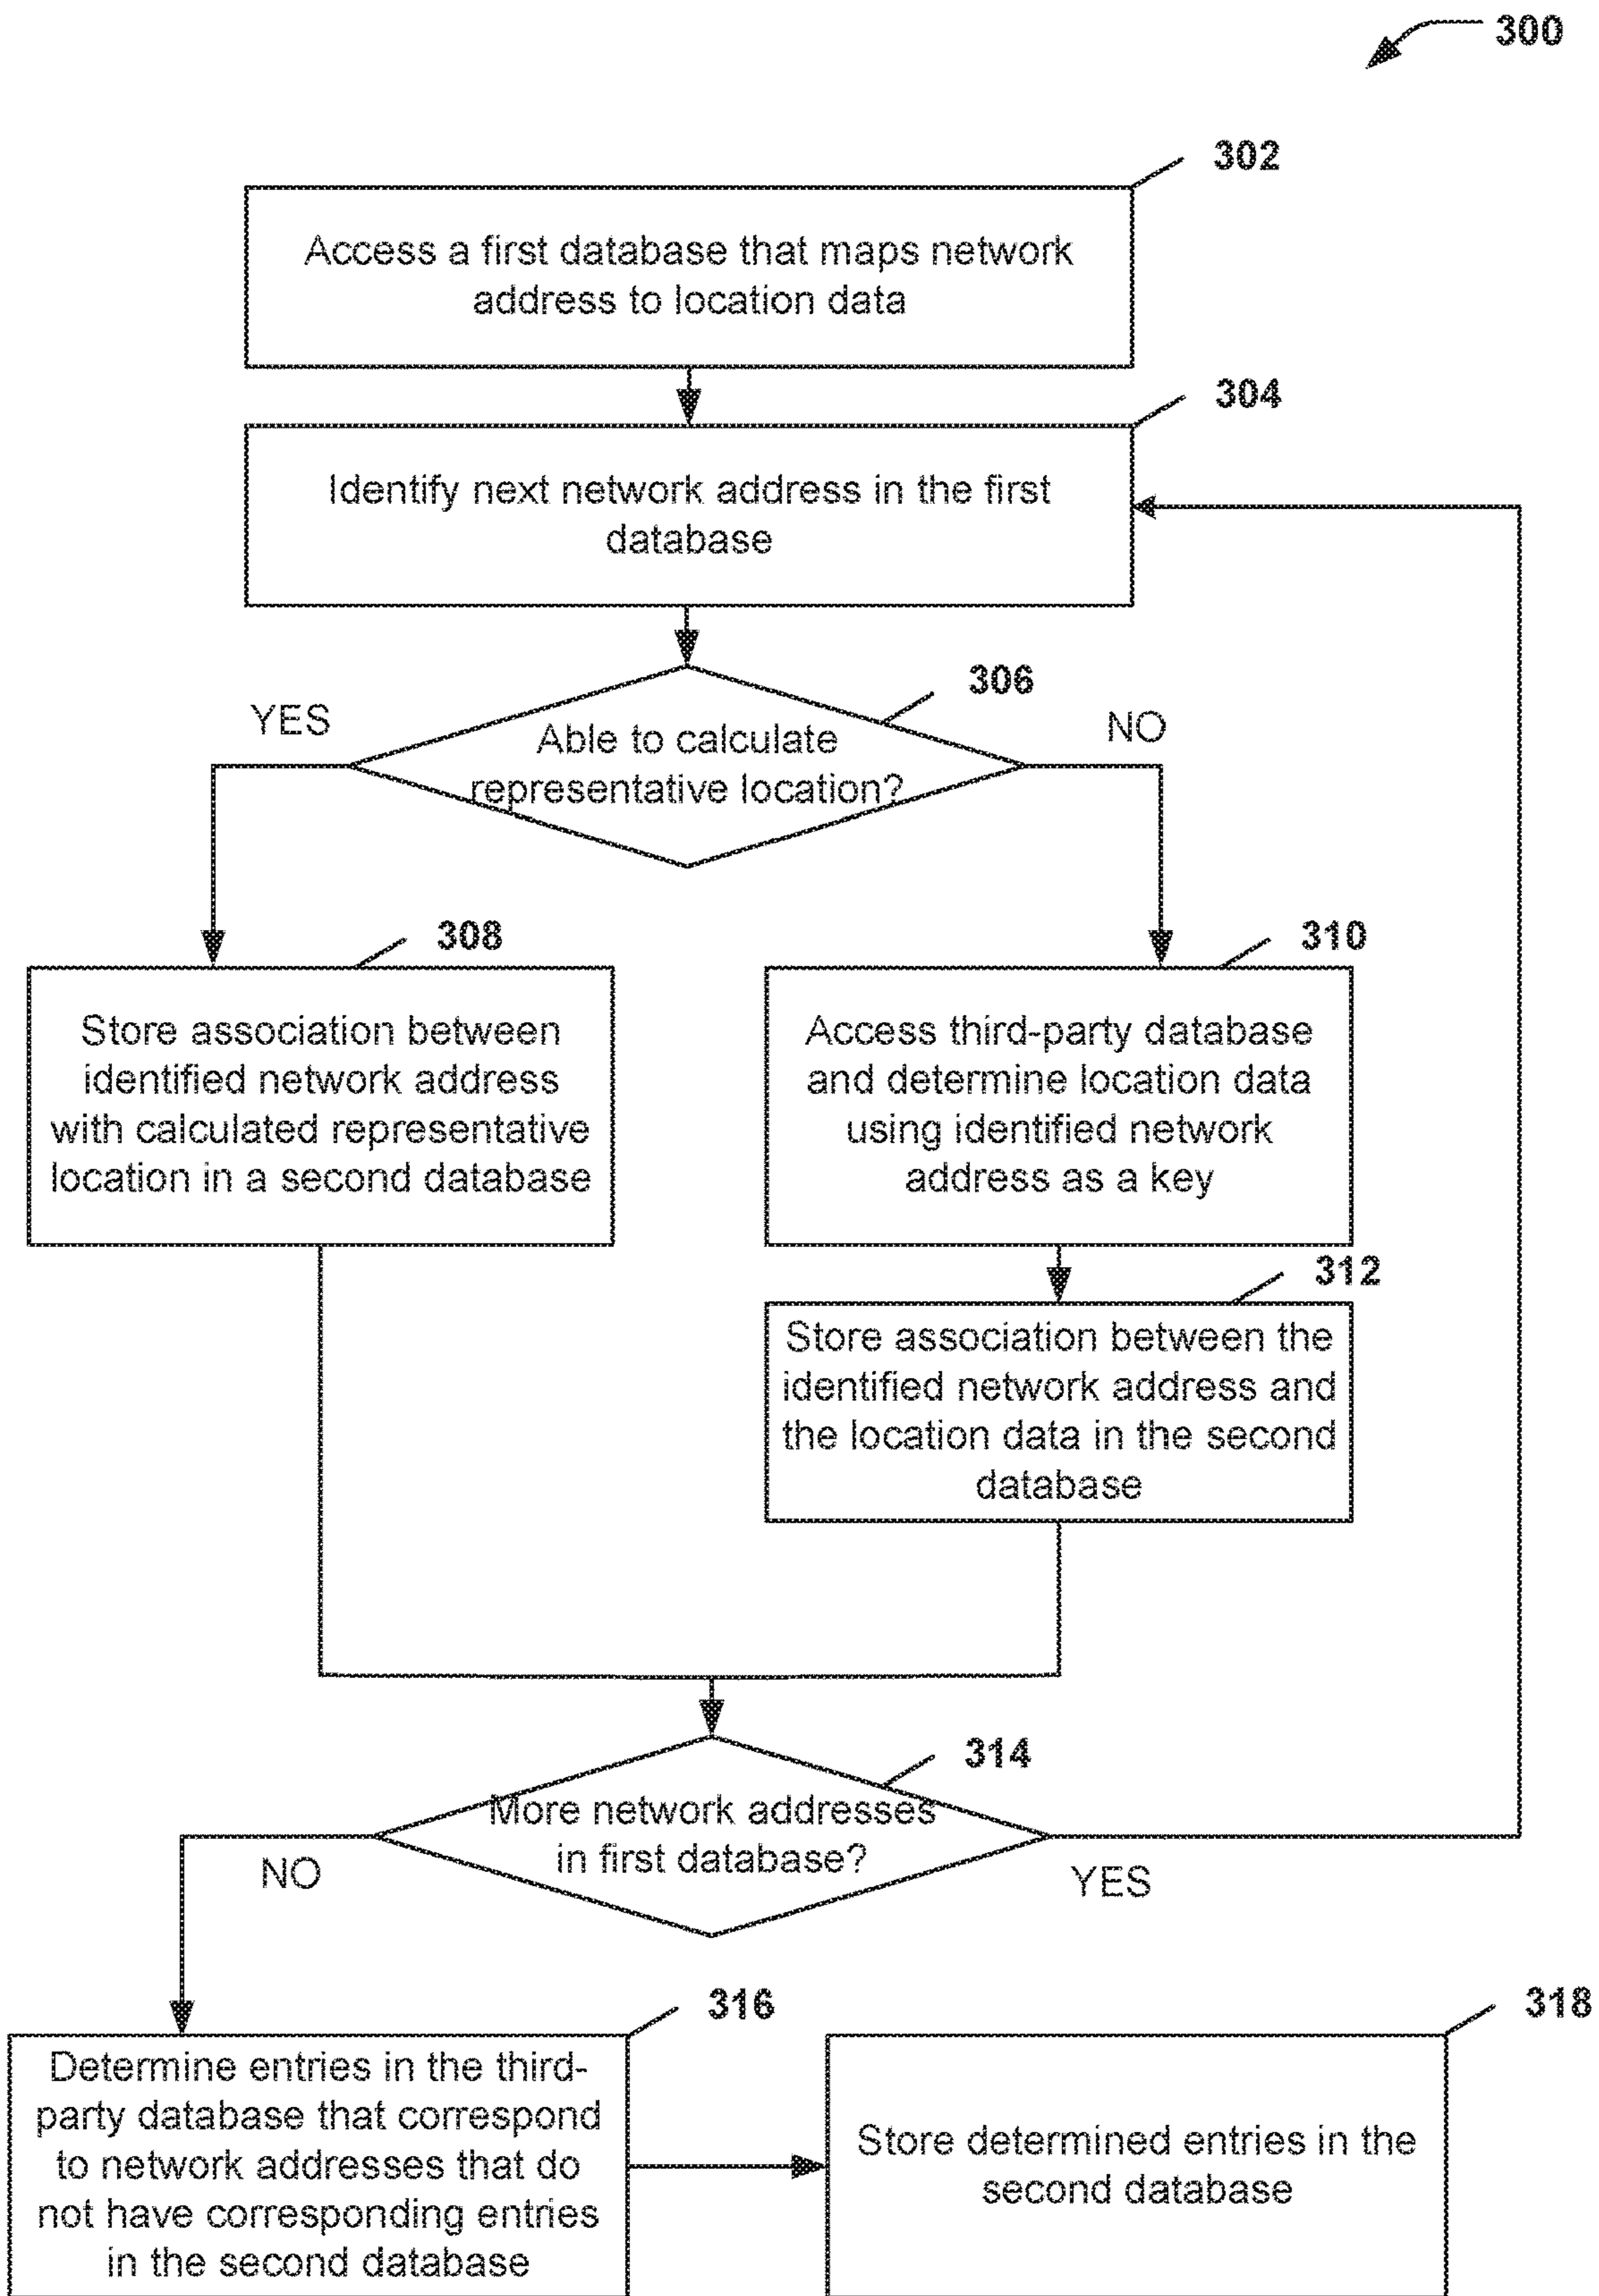 300
302
Access a first database that maps network
address to location data
304
Identify next network address in the first
database
306
YES
NO
Able to calculate
representative location?
308
310
Store association between
identified network address
with calculated representative
location in a second database
Access third-party database
and determine location data
using identified network
address as a key
312
Store association between the
identified network address and
the location data in the second
database
314
More network addresses
in first database?
NO
YES
316
318
Determine entries in the third-
party database that correspond
to network addresses that do
not have corresponding entries
in the second database
Store determined entries in the
second database